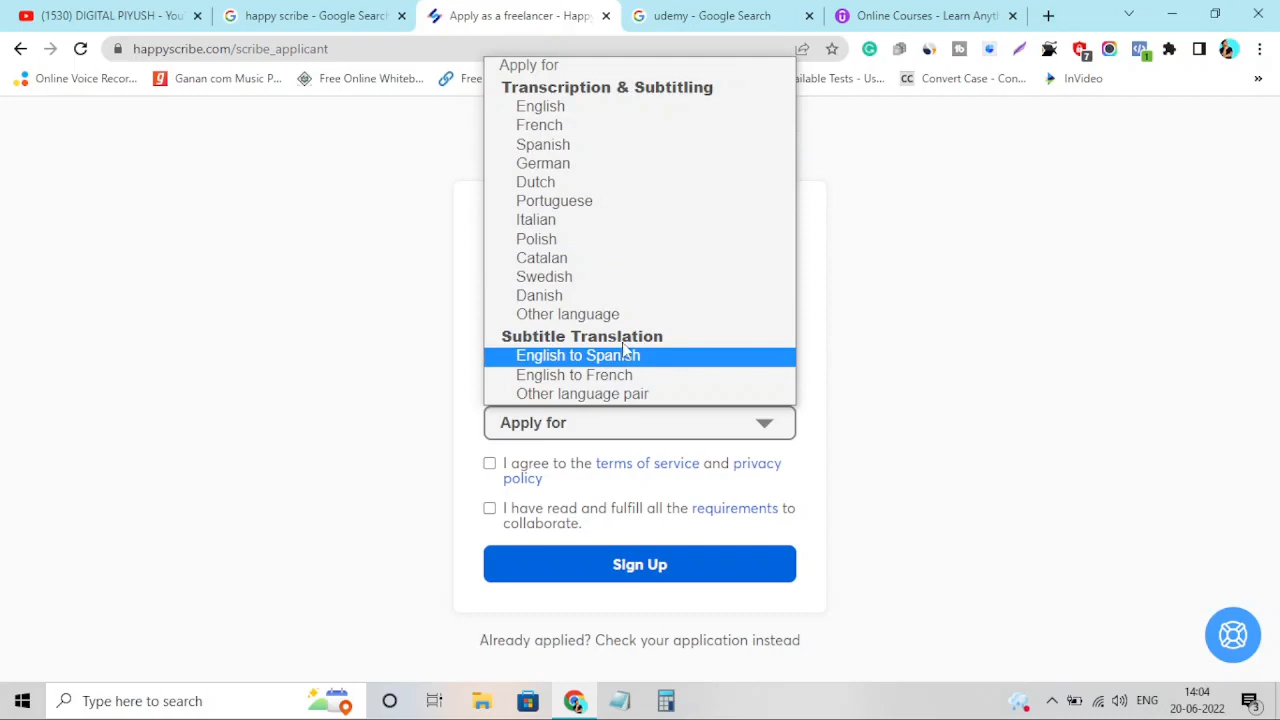 (1530) DIGITAL PIYUSH - You
happy scribe - Google Search
Apply as a freelancer - Happy
udemy - Google Search
Online Courses - Learn Anyt
happyscribe.com/scribe_applicant
7
1
Online Voice Recor...
Ganan com Music P...
Free Online Whiteb...
Free
ailable Tests - Us...
CC
Convert Case - Con...
InVideo
»
Apply for
Transcription & Subtitling
English
French
Spanish
German
Dutch
Portuguese
Italian
Polish
Catalan
Swedish
Danish
Other language
Subtitle Translation
English to Spanish
English to French
Other language pair
Apply for
I agree to the terms of service and privacy
policy
I have read and fulfill all the requirements to
collaborate.
Sign Up
Already applied? Check your application instead
Type here to search
ENG
14:04
20-06-2022
3